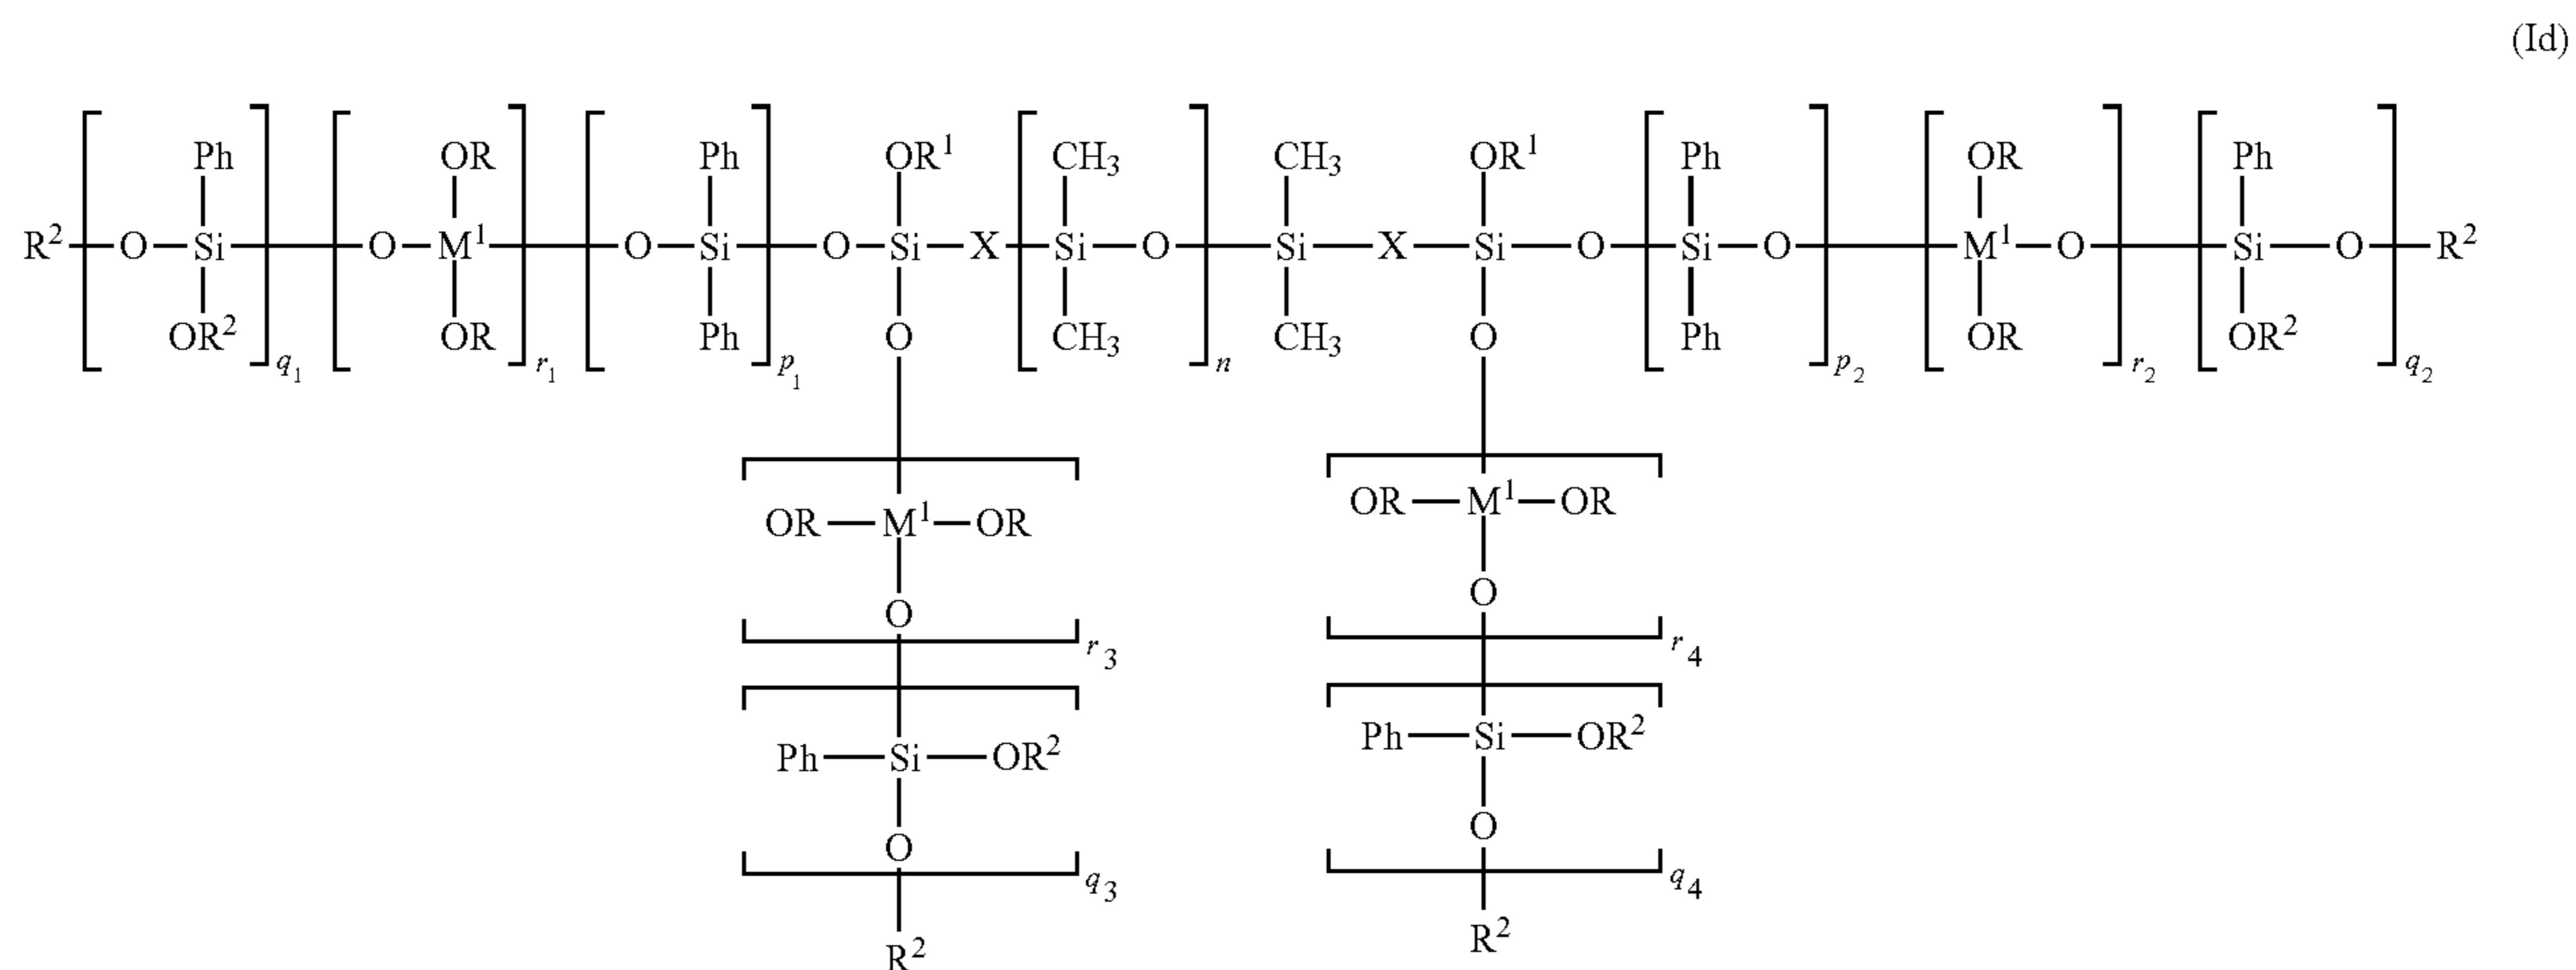 (Id)
Ph OR Ph OR¹ CH₃ CH₃ OR¹ Ph OR Ph
R² O Si O M¹ O Si O Si X Si O Si X Si O Si O M¹ O Si O R²
OR² OR Ph O CH₃ CH₃ O Ph OR OR²
q₁ r₁ p₁ n p₂ r₂ q₂
OR M¹ OR OR M¹ OR
O O
r₃ r₄
Ph Si OR² Ph Si OR²
O O
q₃ q₄
R² R²